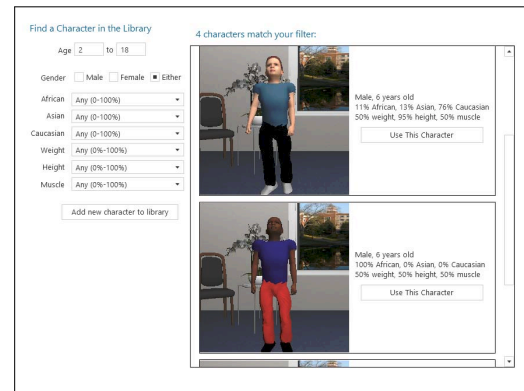 Find a Character in the Library
Age 2 to 18
Gender Male Female Either
African Any (0-100%)
Asian Any (0-100%)
Caucasian Any (0-100%)
Weight Any (0%-100%)
Height Any (0%-100%)
Muscle Any (0%-100%)
Add new character to library
4 characters match your filter:
Male, 6 years old
11% African, 13% Asian, 76% Caucasian
50% weight, 95% height, 50% muscle
Use This Character
Male, 6 years old
100% African, 0% Asian, 0% Caucasian
50% weight, 50% height, 50% muscle
Use This Character